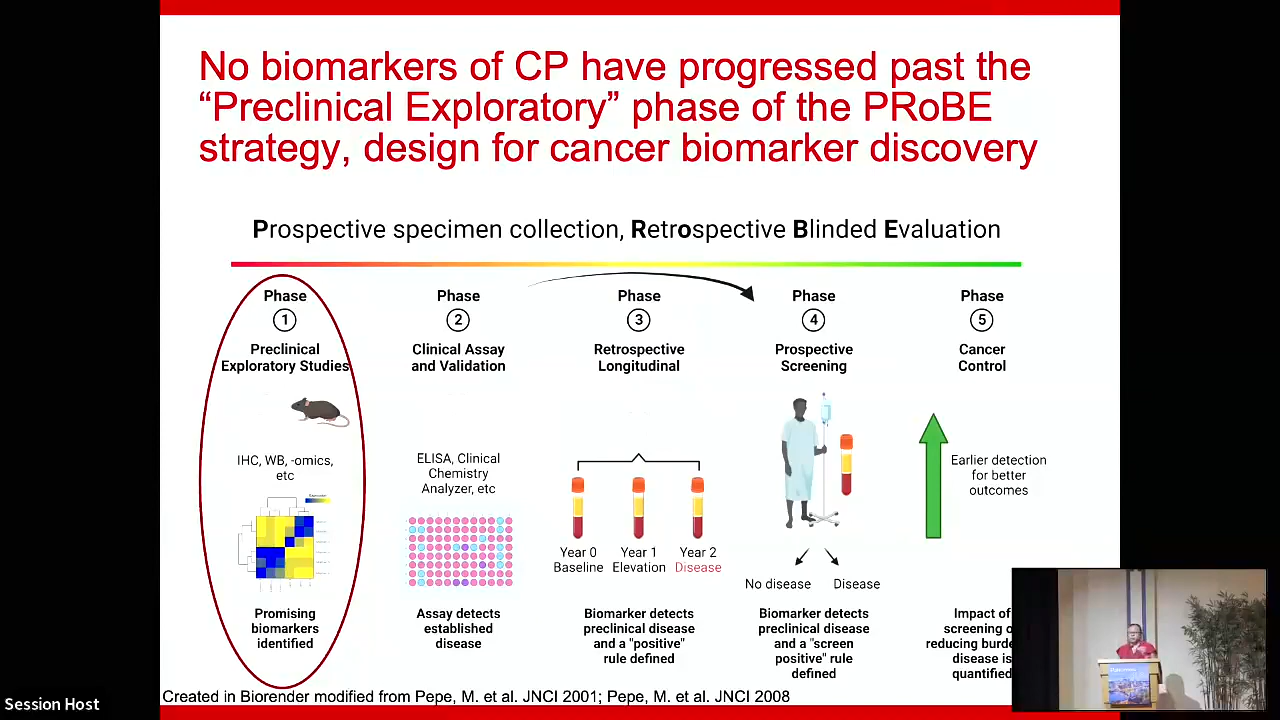 No biomarkers of CP have progressed past the
“Preclinical Exploratory” phase of the PRoBE
strategy, design for cancer biomarker discovery
Prospective specimen collection, Retrospective Blinded Evaluation
Phase
1
Preclinical
Exploratory Studies
IHC, WB, -omics,
etc
Promising
biomarkers
identified
Phase
2
Clinical Assay
and Validation
ELISA, Clinical
Chemistry
Analyzer, etc
Assay detects
established
disease
Phase
3
Retrospective
Longitudinal
Year 0
Baseline
Year 1
Elevation
Year 2
Disease
Biomarker detects
preclinical disease
and a "positive"
rule defined
Phase
4
Prospective
Screening
No disease
Disease
Biomarker detects
preclinical disease
and a "screen
positive" rule
defined
Phase
5
Cancer
Control
Earlier detection
for better
outcomes
Impact of
screening
reducing
disease is
quantified
Created in Biorender modified from Pepe, M. et al. JNCI 2001; Pepe, M. et al. JNCI 2008
Session Host